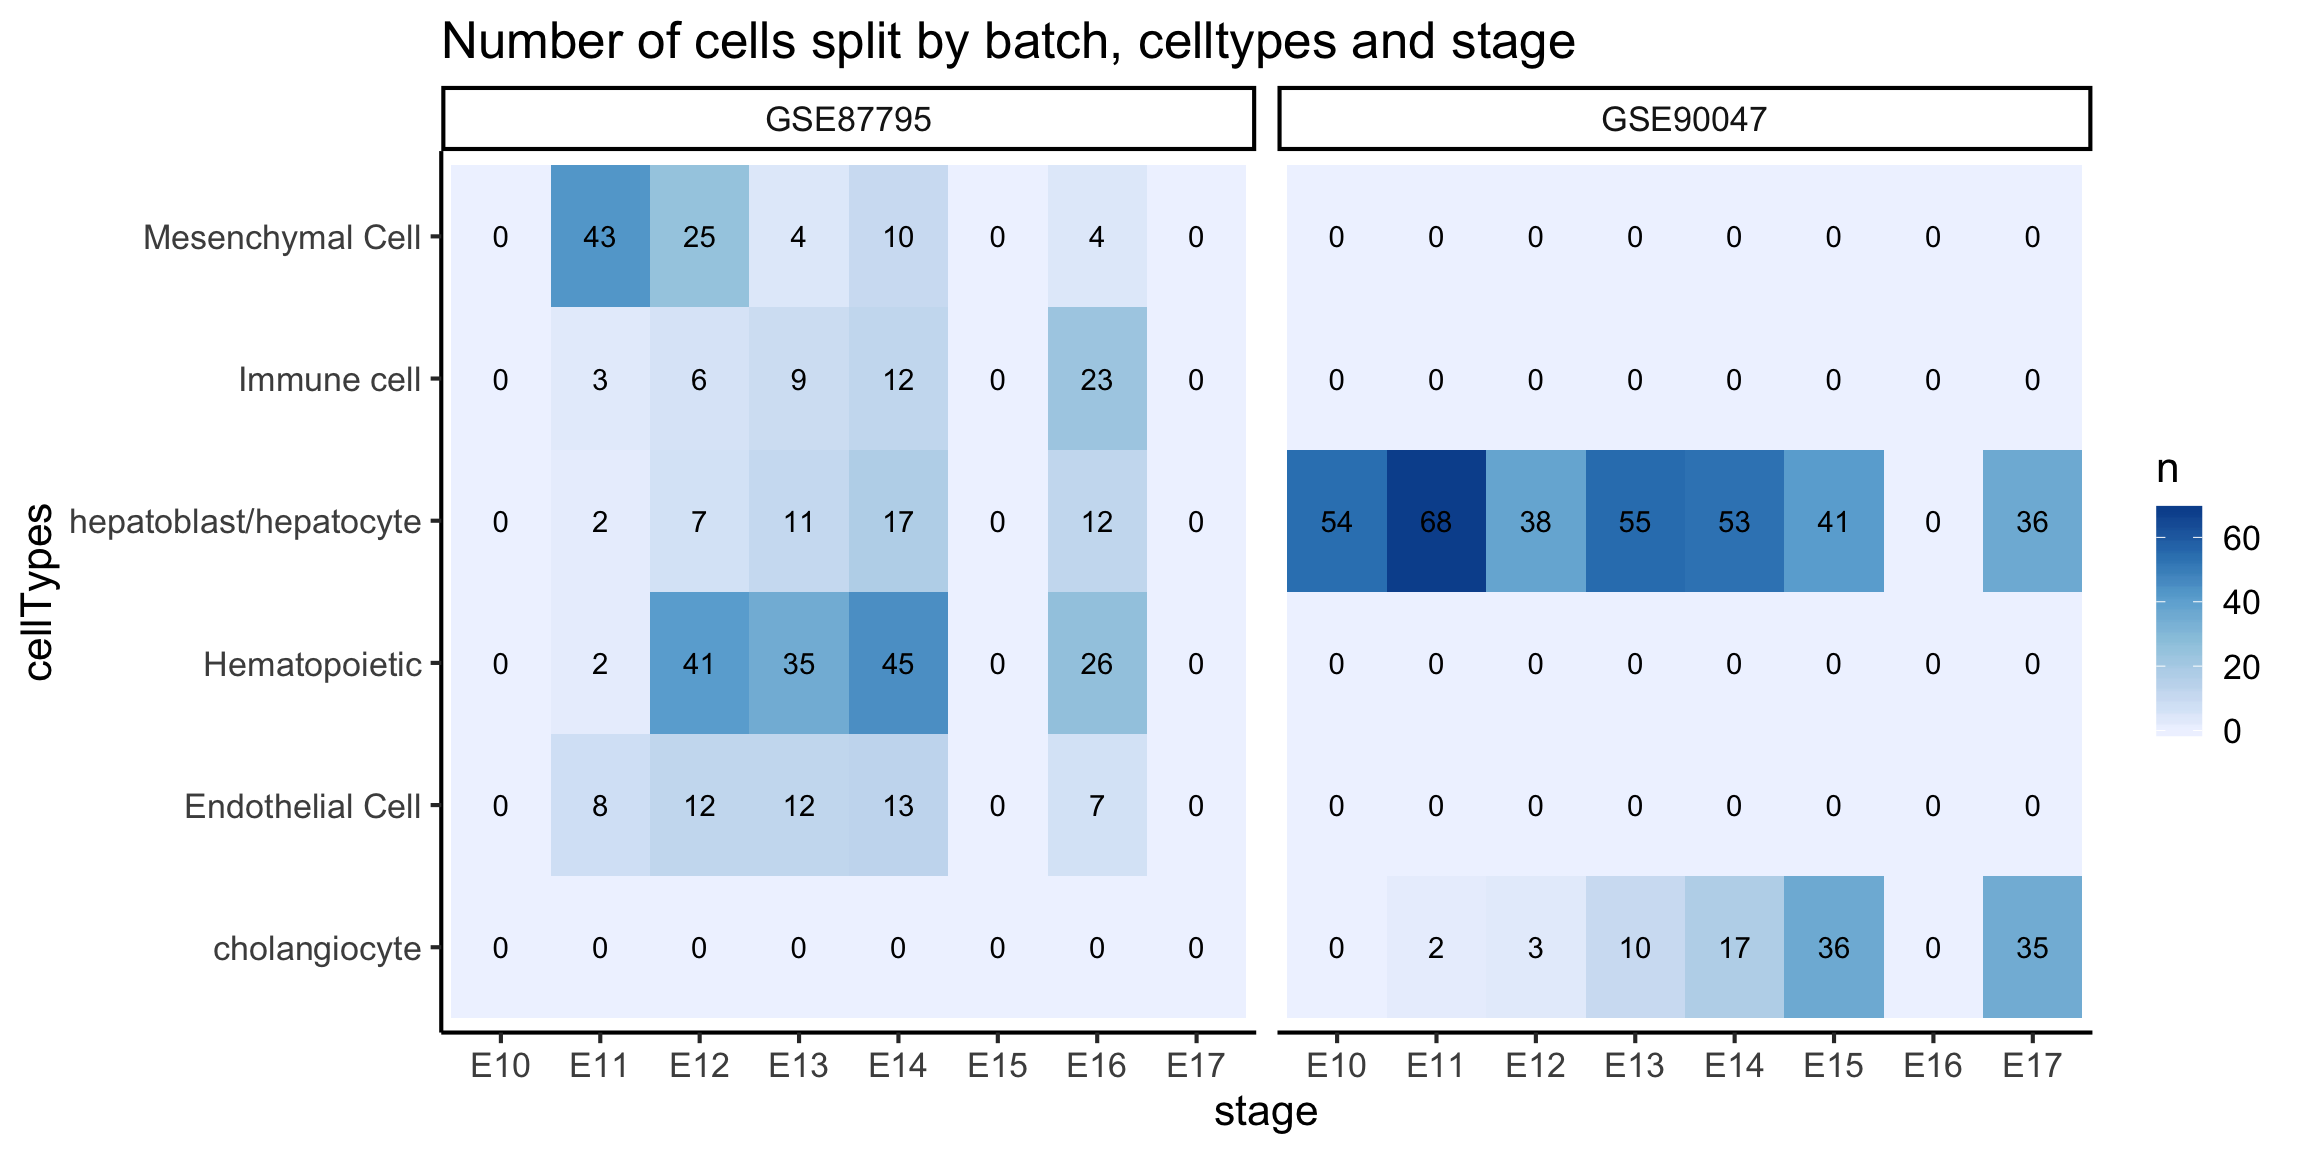 Number of cells split by batch, celltypes and stage
GSE87795 GSE90047
Mesenchymal Cell 0 43 25 4 10 0 4 0 0 0 0 0 0 0 0 0
Immune cell 0 3 6 9 12 0 23 0 0 0 0 0 0 0 0 0
hepatoblast/hepatocyte 0 2 7 11 17 0 12 0 54 68 38 55 53 41 0 36
Hematopoietic 0 2 41 35 45 0 26 0 0 0 0 0 0 0 0 0
Endothelial Cell 0 8 12 12 13 0 7 0 0 0 0 0 0 0 0 0
cholangiocyte 0 0 0 0 0 0 0 0 0 2 3 10 17 36 0 35
E10 E11 E12 E13 E14 E15 E16 E17 E10 E11 E12 E13 E14 E15 E16 E17
stage
cellTypes
n
60
40
20
0